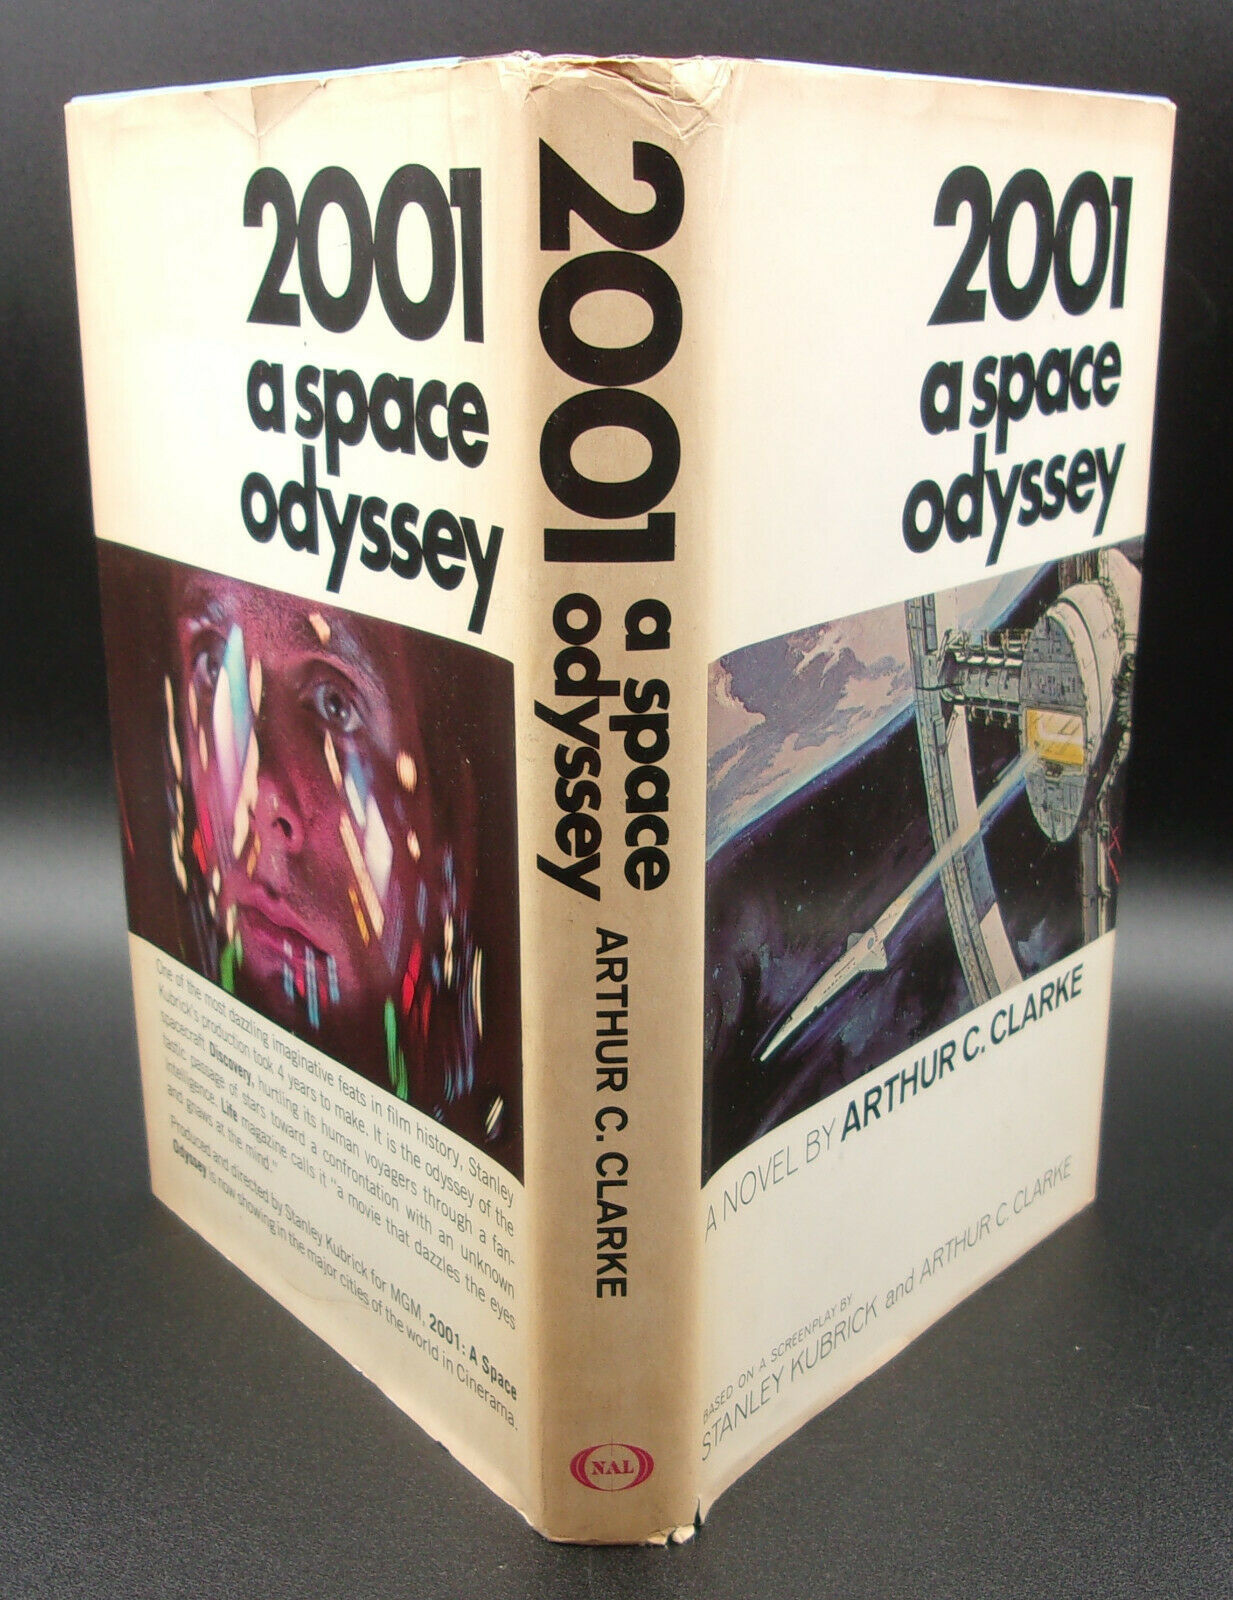 2001
a space
odyssey
One of the most dazzling imaginative feats in film history, Stanley
Kubrick's production took 4 years to make. It is the odyssey of the
spacecraft Discovery, hurtling its human voyagers through a fan-
tastic passage of stars toward a confrontation with an unknown
intelligence. Life magazine calls it "a movie that dazzles the eyes
and gnaws at the mind."
Produced and directed by Stanley Kubrick for MGM, 2001: A Space
Odyssey is now showing in the major cities of the world in Cinerama.
2001 a space
odyssey
ARTHUR C. CLARKE
NAL
2001
a space
odyssey
A NOVEL BY ARTHUR C. CLARKE
BASED ON A SCREENPLAY BY
STANLEY KUBRICK and ARTHUR C. CLARKE